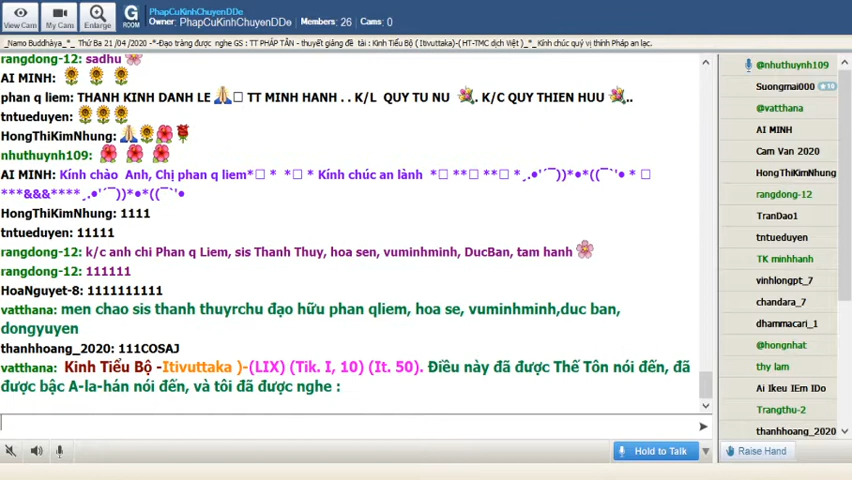 View Cam
My Cam
Enlarge
G
ROOM
PhapCuKinhChuyenDDe
Owner: PhapCuKinhChuyenDDe Members: 26 Cams: 0
_Namo Buddhàya_*_ Thứ Ba 21 /04 /2020 -*-Đạo tràng được nghe GS : TT PHÁP TÂN - thuyết giảng đề tài : Kinh Tiểu Bộ ( Itivuttaka)-( HT-TMC dịch Việt )_*_ Kính chúc quý vị thính Pháp an lạc.
rangdong-12: sadhu
AI MINH:
phan q liem: THANH KINH DANH LE TT MINH HANH . . K/L QUY TU NU . K/C QUY THIEN HUU ..
tntueduyen:
HongThiKimNhung:
nhuthuynh109:
AI MINH: Kính chào Anh, Chị phan q liem*□ * *□ * Kính chúc an lành *□ **□ **□ *¸.•'´¯))*•*((¯`'• * □
***&&&**** ¸.•'´¯))*•*((¯`'•
HongThiKimNhung: 1111
tntueduyen: 11111
rangdong-12: k/c anh chi Phan q Liem, sis Thanh Thuy, hoa sen, vuminhminh, DucBan, tam hanh
rangdong-12: 111111
HoaNguyet-8: 1111111111
vatthana: men chao sis thanh thuyrchu đạo hữu phan qliem, hoa se, vuminhminh,duc ban,
dongyuyen
thanhhoang_2020: 111COSAJ
vatthana: Kinh Tiểu Bộ -Itivuttaka )-(LIX) (Tik. I, 10) (It. 50). Điều này đã được Thế Tôn nói đến, đã
được bậc A-la-hán nói đến, và tôi đã được nghe :
@nhuthuynh109
Suongmai000
@vatthana
AI MINH
Cam Van 2020
HongThiKimNhung
rangdong-12
TranDao1
tntueduyen
TK minhhanh
vinhlongpt_7
chandara_7
dhammacari_1
@hongnhat
thy lam
Ai Ikeu IEm IDo
Trangthu-2
thanhhoang_2020
Hold to Talk
Raise Hand